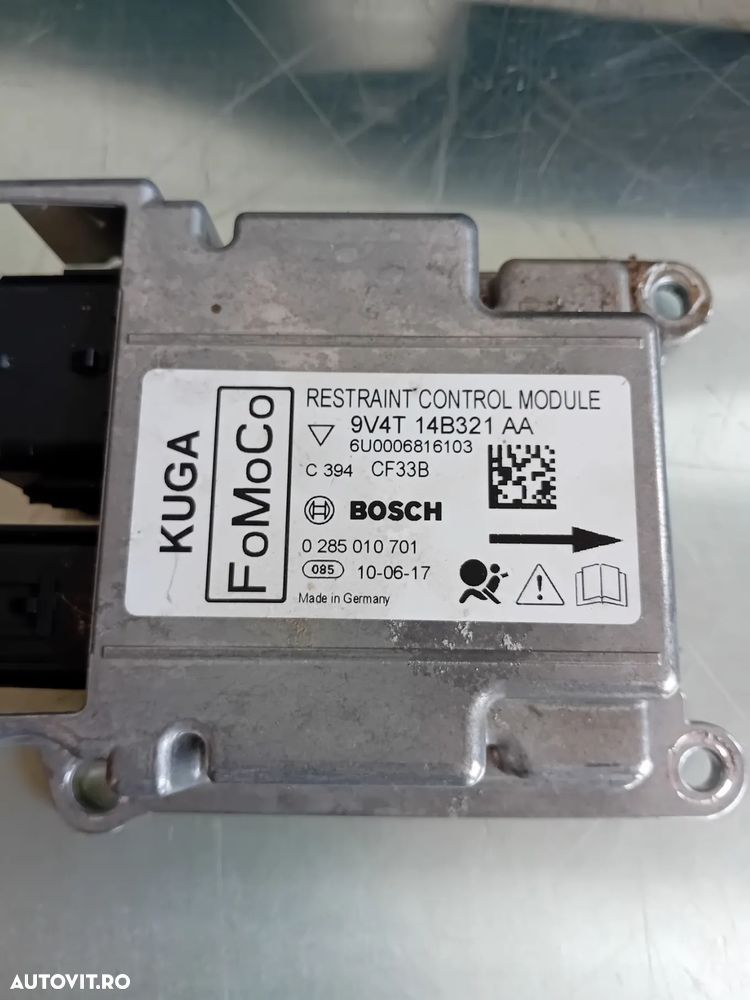 KUGA
FoMoCo
RESTRAINT CONTROL MODULE
9V4T 14B321 AA
6U0006816103
C 394 CF33B
BOSCH
0 285 010 701
085 10-06-17
Made in Germany
AUTOVIT.RO